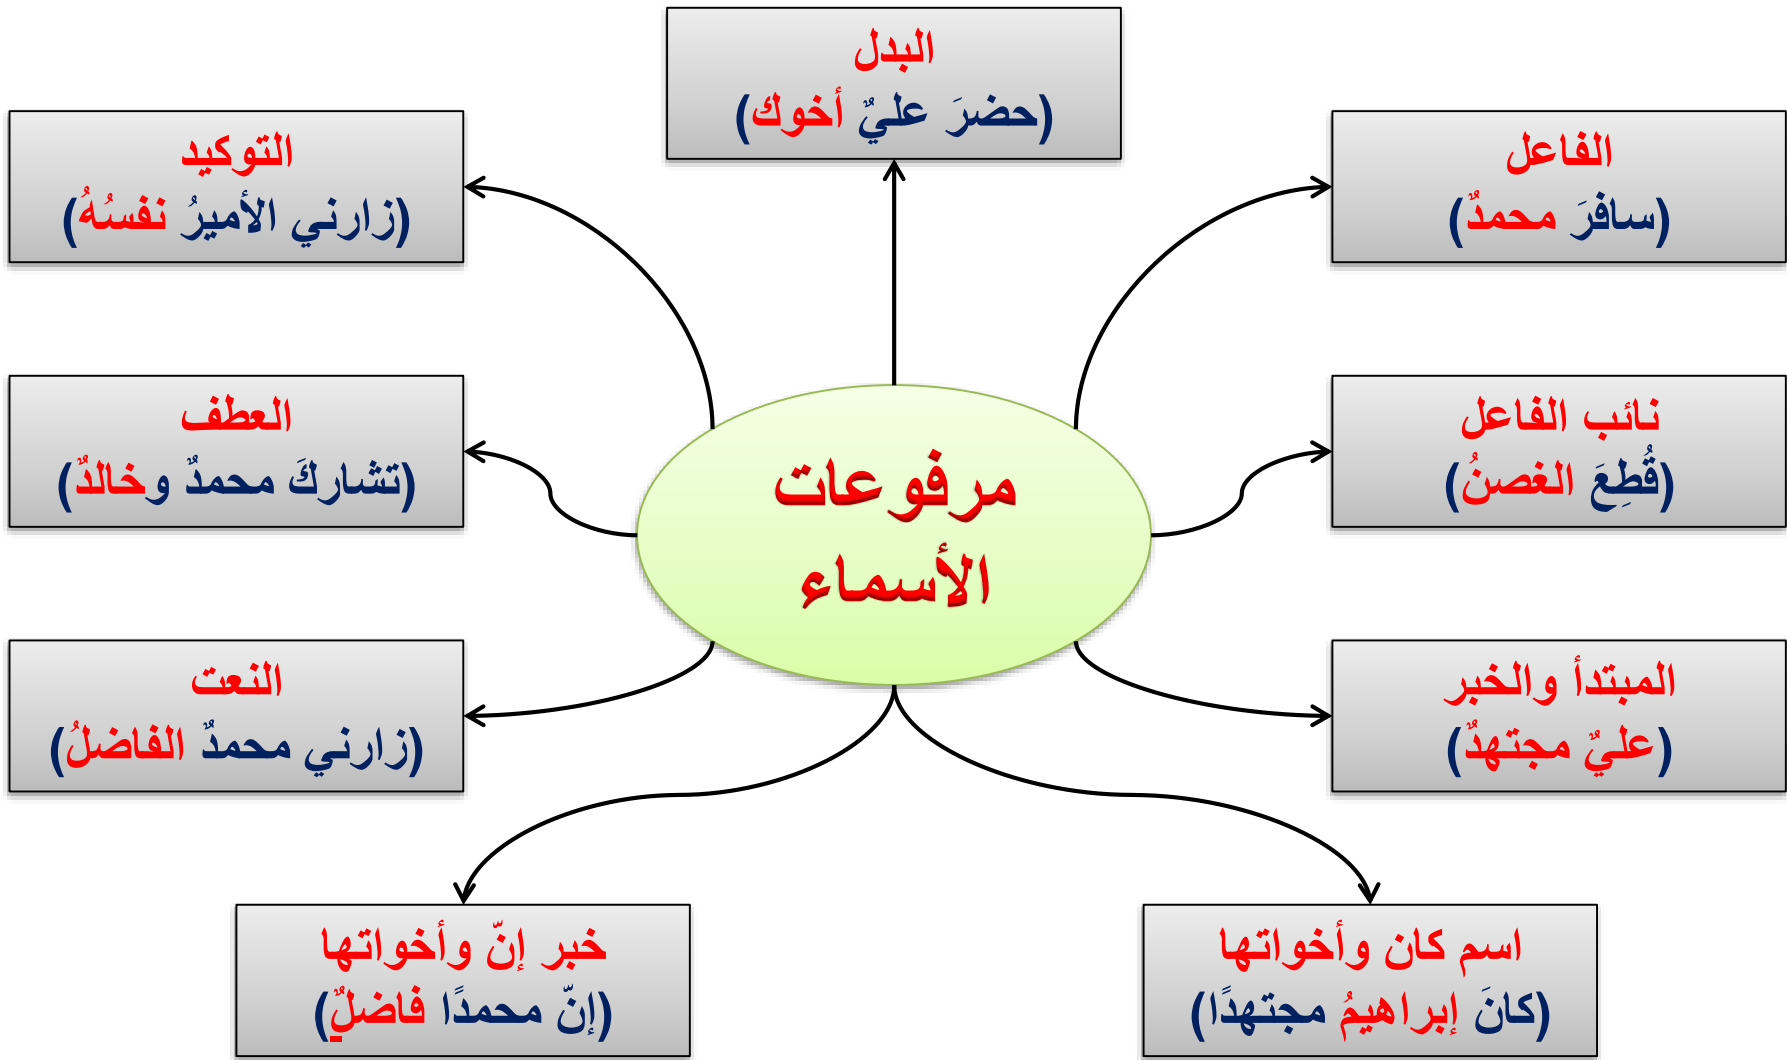 مرفوعات
الأسماء
الفاعل
(سافرَ محمدٌ)
نائب الفاعل
(قُطِعَ الغصنُ)
المبتدأ والخبر
(عليٌ مجتهدٌ)
اسم كان وأخواتها
(كانَ إبراهيمُ مجتهدًا)
خبر إنّ وأخواتها
(إنّ محمدًا فاضلٌ)
النعت
(زارني محمدٌ الفاضلُ)
العطف
(تشاركَ محمدٌ وخالدٌ)
التوكيد
(زارني الأميرُ نفسُهُ)
البدل
(حضرَ عليٌ أخوك)